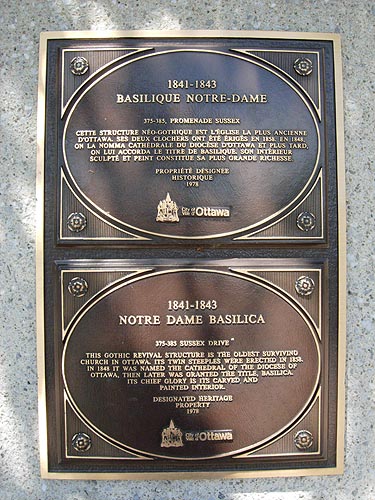 1841-1843
BASILIQUE NOTRE-DAME
375-385, PROMENADE SUSSEX
CETTE STRUCTURE NÉO-GOTHIQUE EST L'ÉGLISE LA PLUS ANCIENNE
D'OTTAWA. SES DEUX CLOCHERS ONT ÉTÉ ÉRIGÉS EN 1858. EN 1848,
ON LA NOMMA CATHÉDRALE DU DIOCÈSE D'OTTAWA ET PLUS TARD,
ON LUI ACCORDA LE TITRE DE BASILIQUE. SON INTÉRIEUR
SCULPTÉ ET PEINT CONSTITUE SA PLUS GRANDE RICHESSE
PROPRIÉTÉ DÉSIGNÉE
HISTORIQUE
1978
City of
Ville d'Ottawa
1841-1843
NOTRE DAME BASILICA
375-385 SUSSEX DRIVE
THIS GOTHIC REVIVAL STRUCTURE IS THE OLDEST SURVIVING
CHURCH IN OTTAWA. ITS TWIN STEEPLES WERE ERECTED IN 1858.
IN 1848 IT WAS NAMED THE CATHEDRAL OF THE DIOCESE OF
OTTAWA, THEN LATER WAS GRANTED THE TITLE, BASILICA.
ITS CHIEF GLORY IS ITS CARVED AND
PAINTED INTERIOR.
DESIGNATED HERITAGE
PROPERTY
1978
City of
Ville d'Ottawa